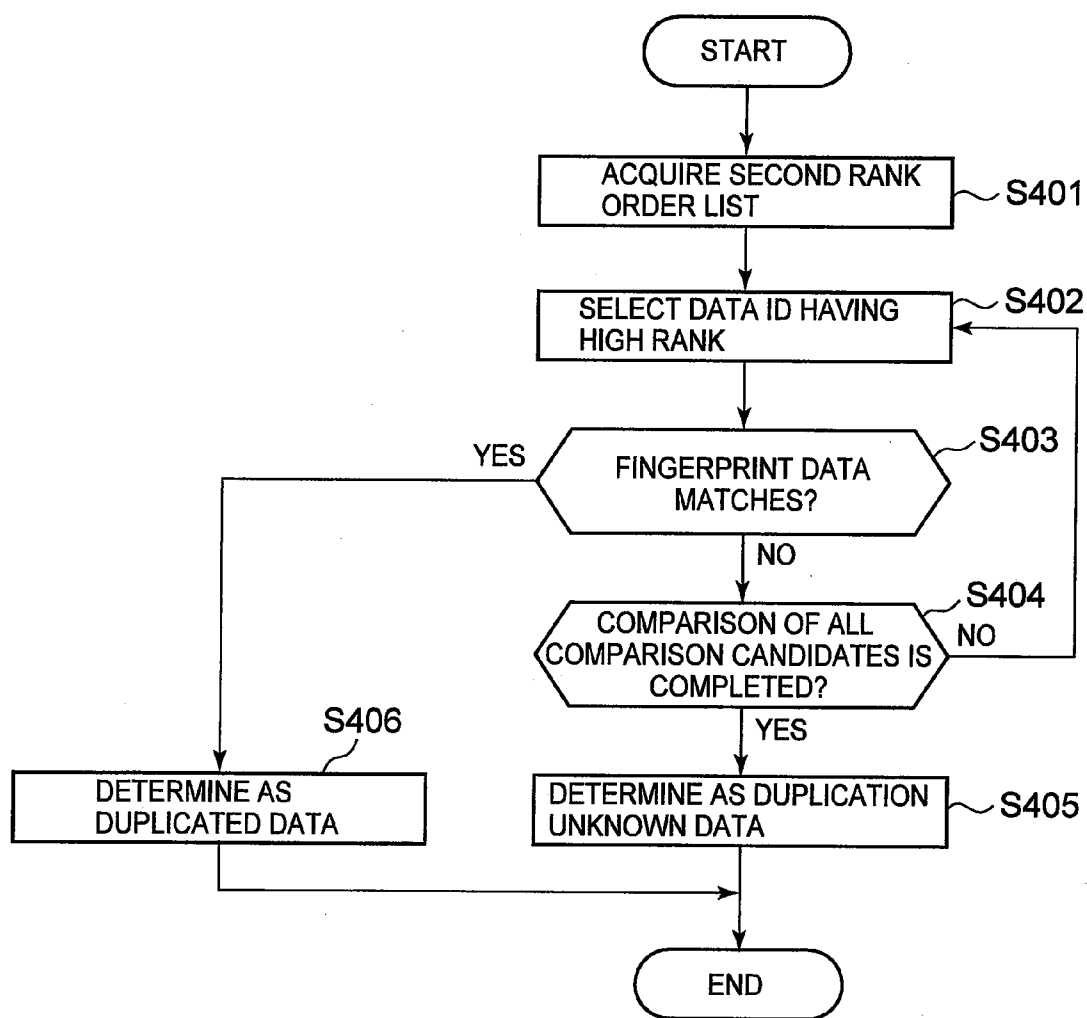 START
ACQUIRE SECOND RANK
ORDER LIST
S401
SELECT DATA ID HAVING
HIGH RANK
S402
YES
FINGERPRINT DATA
MATCHES?
S403
NO
COMPARISON OF ALL
COMPARISON CANDIDATES IS
COMPLETED?
S404
NO
YES
S406
DETERMINE AS
DUPLICATED DATA
DETERMINE AS DUPLICATION
UNKNOWN DATA
S405
END